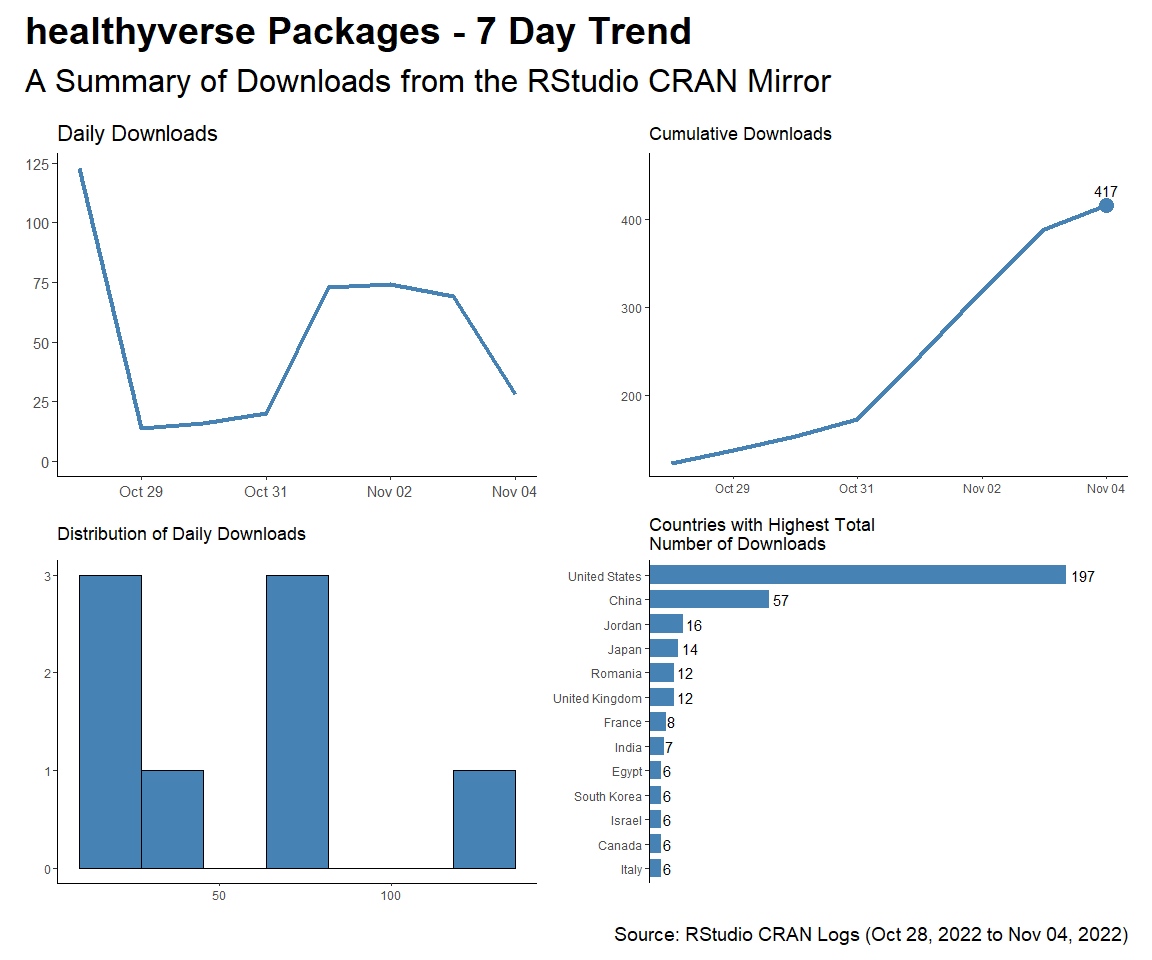 healthyverse Packages - 7 Day Trend
A Summary of Downloads from the RStudio CRAN Mirror
Daily Downloads
125
100
75
50
25
0
Oct 29 Oct 31 Nov 02 Nov 04
Cumulative Downloads
417
400
300
200
Oct 29 Oct 31 Nov 02 Nov 04
Distribution of Daily Downloads
3
2
1
0
50 100
Countries with Highest Total
Number of Downloads
United States 197
China 57
Jordan 16
Japan 14
Romania 12
United Kingdom 12
France 8
India 7
Egypt 6
South Korea 6
Israel 6
Canada 6
Italy 6
Source: RStudio CRAN Logs (Oct 28, 2022 to Nov 04, 2022)